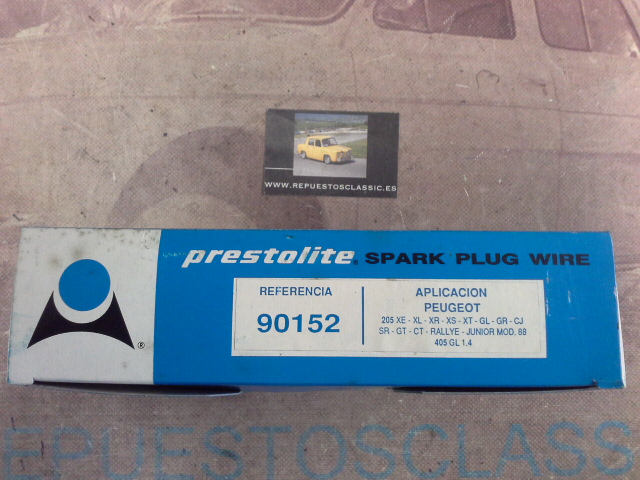 WWW.REPUESTOSCLASSIC.ES
prestolite® SPARK PLUG WIRE
REFERENCIA
90152
APLICACION
PEUGEOT
205 XE - XL - XR - XS - XT - GL - GR - CJ
SR - GT - CT - RALLYE - JUNIOR MOD. 88
405 GL 1.4
®
EPUESTOSCLASS